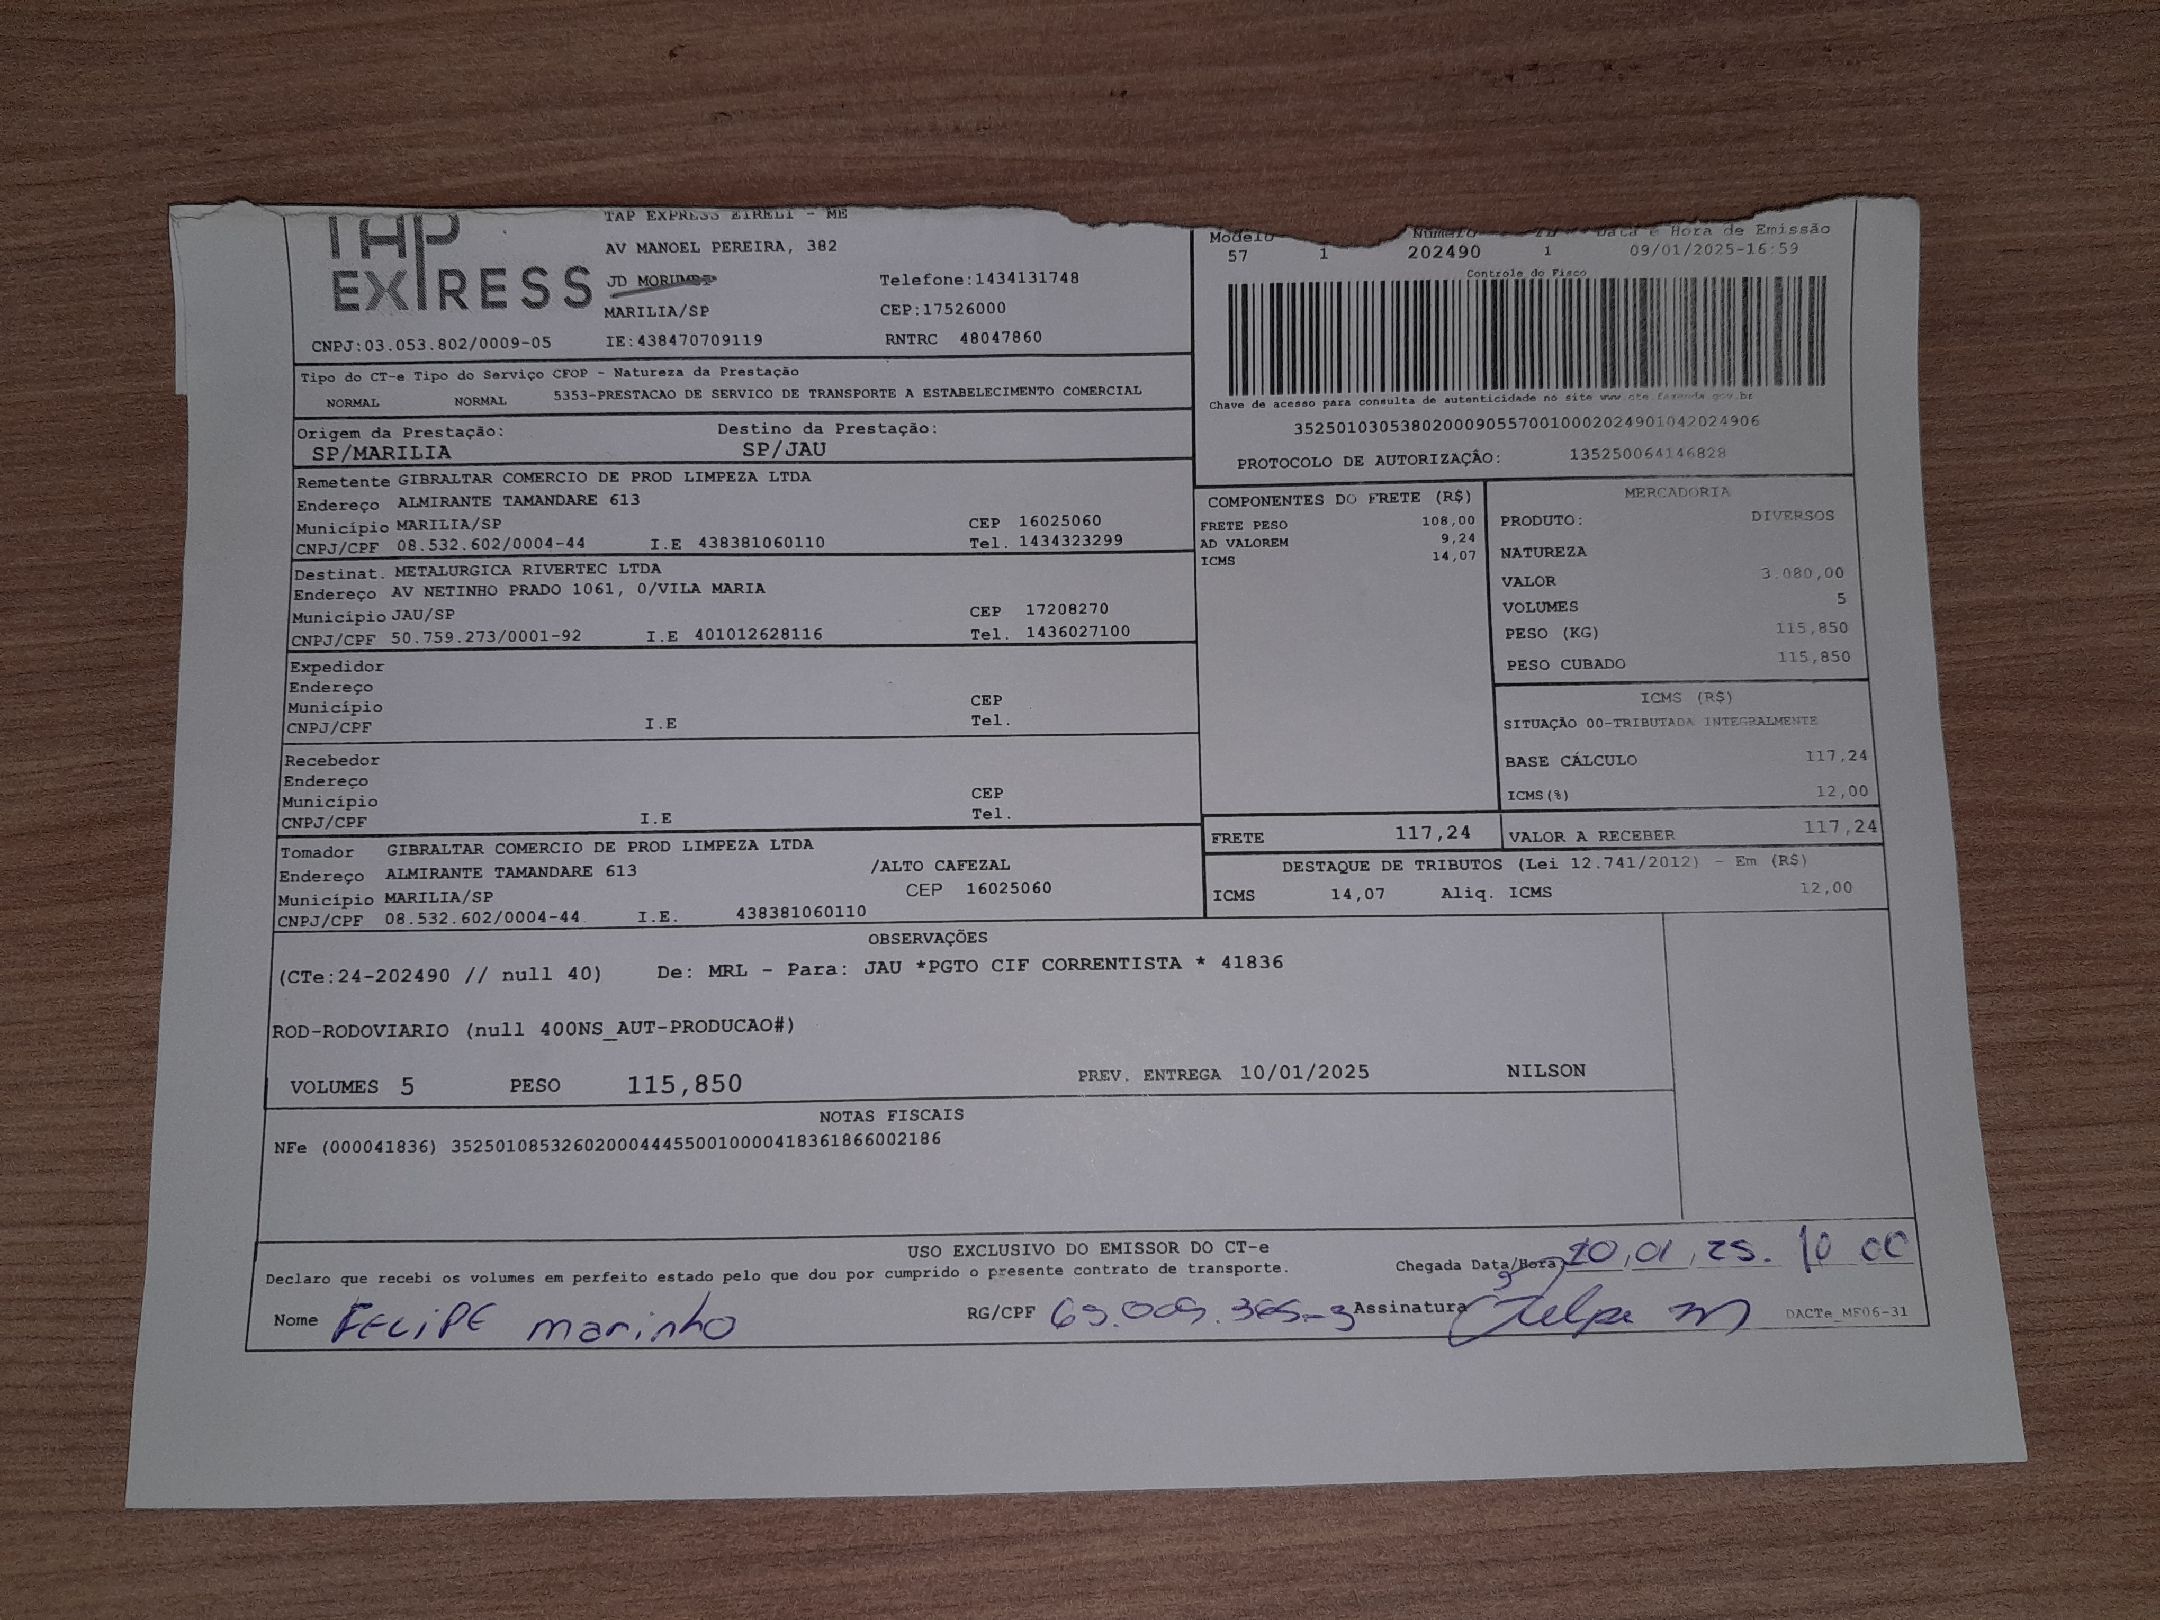 TAP
EXPRESS
TAP EXPRESS EIRELI - ME
AV MANOEL PEREIRA, 382
JD MORUMBI Telefone:1434131748
MARILIA/SP CEP:17526000
CNPJ:03.053.802/0009-05 IE:438470709119 RNTRC 48047860
Modelo Número Data e Hora de Emissão
57 1 202490 1 09/01/2025-16:59
Controle do Fisco
Chave de acesso para consulta de autenticidade no site www.cte.fazenda.gov.br
35250103053802000905570010002024901042024906
PROTOCOLO DE AUTORIZAÇÃO: 135250064146828
Tipo do CT-e Tipo do Serviço CFOP - Natureza da Prestação
NORMAL NORMAL 5353-PRESTACAO DE SERVICO DE TRANSPORTE A ESTABELECIMENTO COMERCIAL
Origem da Prestação: Destino da Prestação:
SP/MARILIA SP/JAU
Remetente GIBRALTAR COMERCIO DE PROD LIMPEZA LTDA
Endereço ALMIRANTE TAMANDARE 613
Município MARILIA/SP CEP 16025060
CNPJ/CPF 08.532.602/0004-44 I.E 438381060110 Tel. 1434323299
Destinat. METALURGICA RIVERTEC LTDA
Endereço AV NETINHO PRADO 1061, 0/VILA MARIA
Município JAU/SP CEP 17208270
CNPJ/CPF 50.759.273/0001-92 I.E 401012628116 Tel. 1436027100
Expedidor
Endereço
Município CEP
CNPJ/CPF I.E Tel.
Recebedor
Endereço
Município CEP
CNPJ/CPF I.E Tel.
Tomador GIBRALTAR COMERCIO DE PROD LIMPEZA LTDA
Endereço ALMIRANTE TAMANDARE 613 /ALTO CAFEZAL
Município MARILIA/SP CEP 16025060
CNPJ/CPF 08.532.602/0004-44 I.E. 438381060110
COMPONENTES DO FRETE (R$)
FRETE PESO 108,00
AD VALOREM 9,24
ICMS 14,07
MERCADORIA
PRODUTO: DIVERSOS
NATUREZA
VALOR 3.080,00
VOLUMES 5
PESO (KG) 115,850
PESO CUBADO 115,850
ICMS (R$)
SITUAÇÃO 00-TRIBUTADA INTEGRALMENTE
BASE CÁLCULO 117,24
ICMS(%) 12,00
FRETE 117,24 VALOR A RECEBER 117,24
DESTAQUE DE TRIBUTOS (Lei 12.741/2012) - Em (R$)
ICMS 14,07 Aliq. ICMS 12,00
OBSERVAÇÕES
(CTe:24-202490 // null 40) De: MRL - Para: JAU *PGTO CIF CORRENTISTA * 41836
ROD-RODOVIARIO (null 400NS_AUT-PRODUCAO#)
VOLUMES 5 PESO 115,850 PREV. ENTREGA 10/01/2025 NILSON
NOTAS FISCAIS
NFe (000041836) 35250108532602000444550010000418361866002186
USO EXCLUSIVO DO EMISSOR DO CT-e
Declaro que recebi os volumes em perfeito estado pelo que dou por cumprido o presente contrato de transporte.
Chegada Data/Hora 10,01,25. 10 00
Nome FELIPE marinho RG/CPF Assinatura Felipe M DACTe_MF06-31